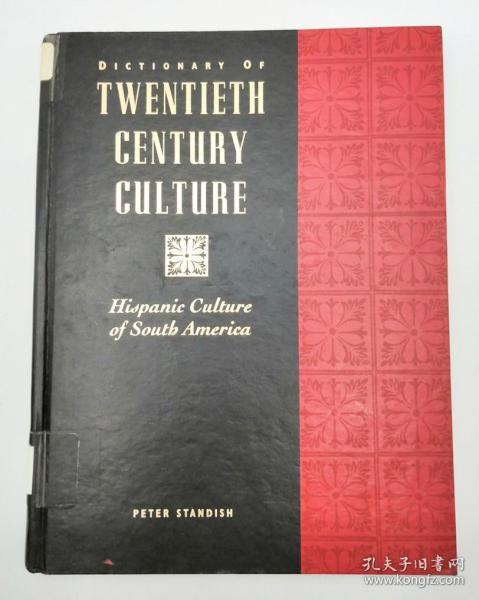 DICTIONARY OF
TWENTIETH
CENTURY
CULTURE
Hispanic Culture
of South America
PETER STANDISH
孔夫子旧书网
www.kongfz.com